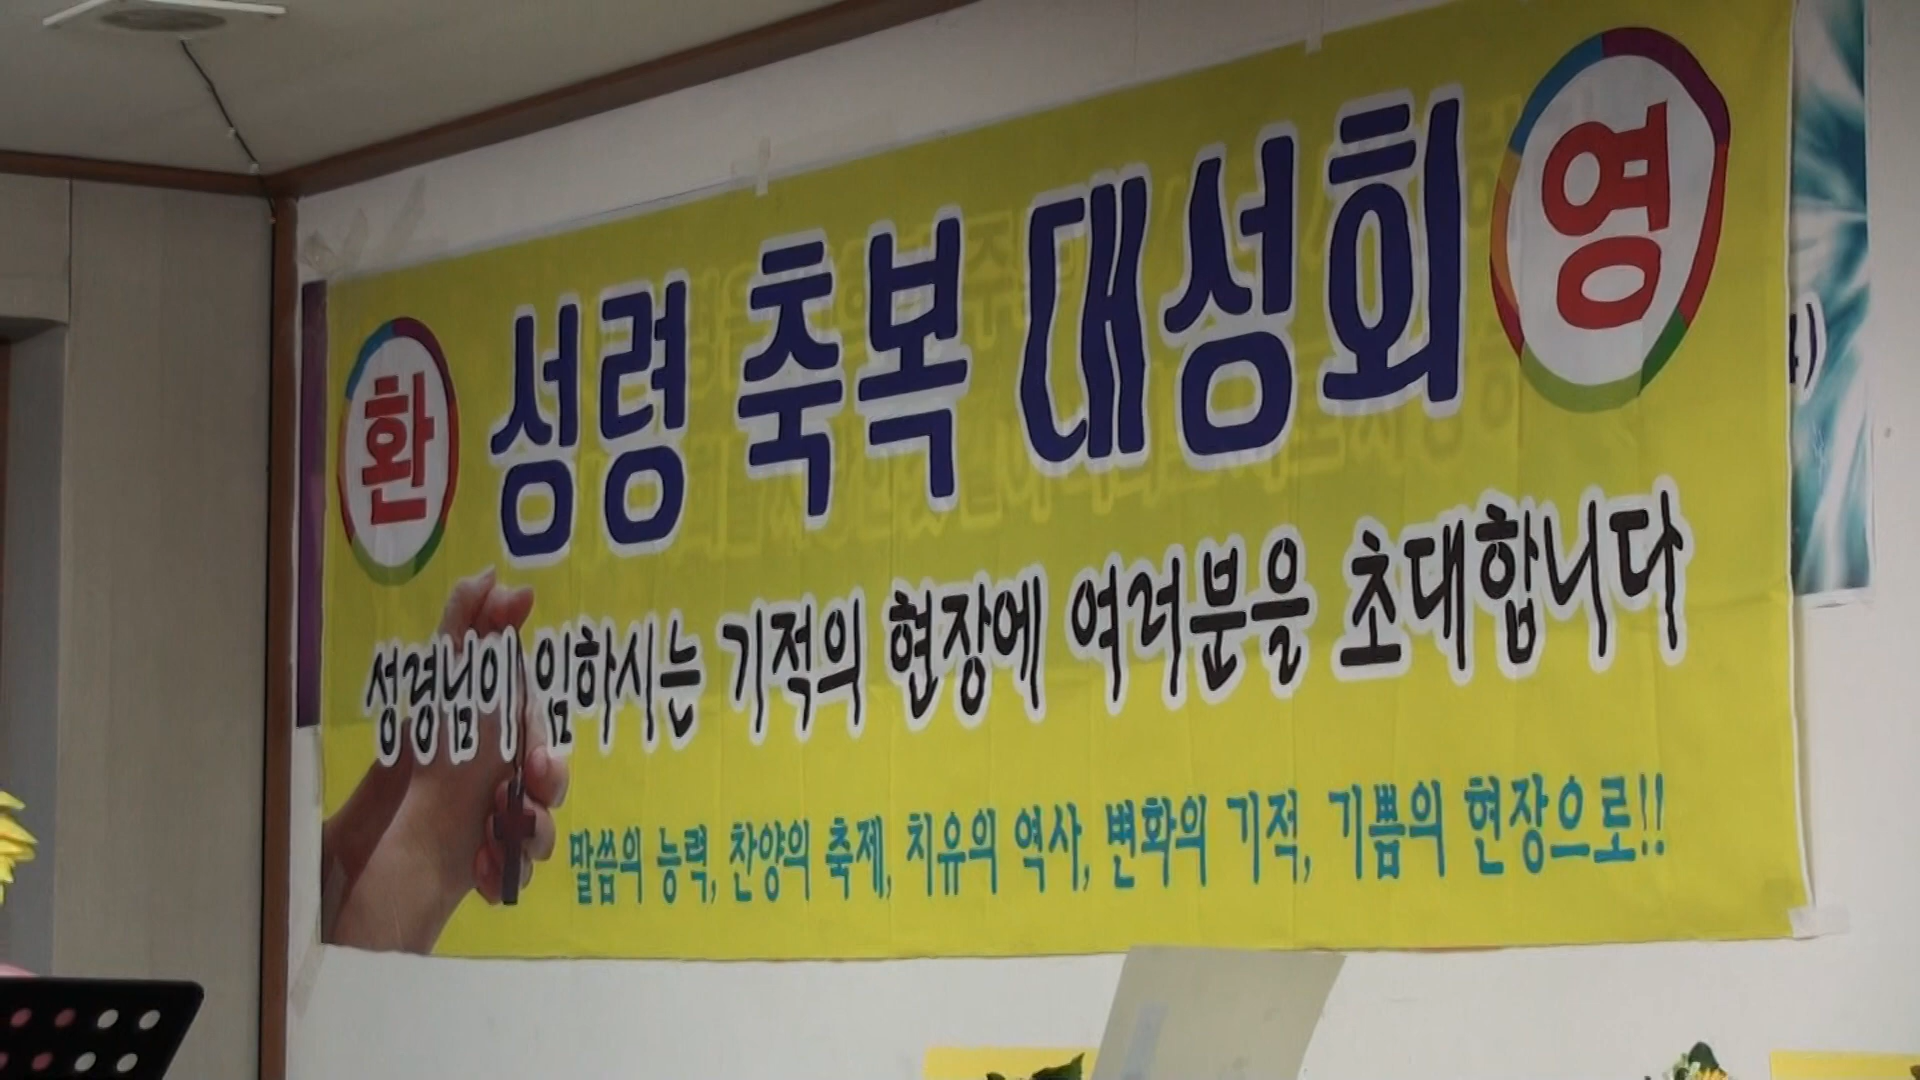 환 성령 축복 대성회 영
성령님이 임하시는 기적의 현장에 여러분을 초대합니다
말씀의 능력, 찬양의 축제, 치유의 역사, 변화의 기적, 기쁨의 현장으로!!